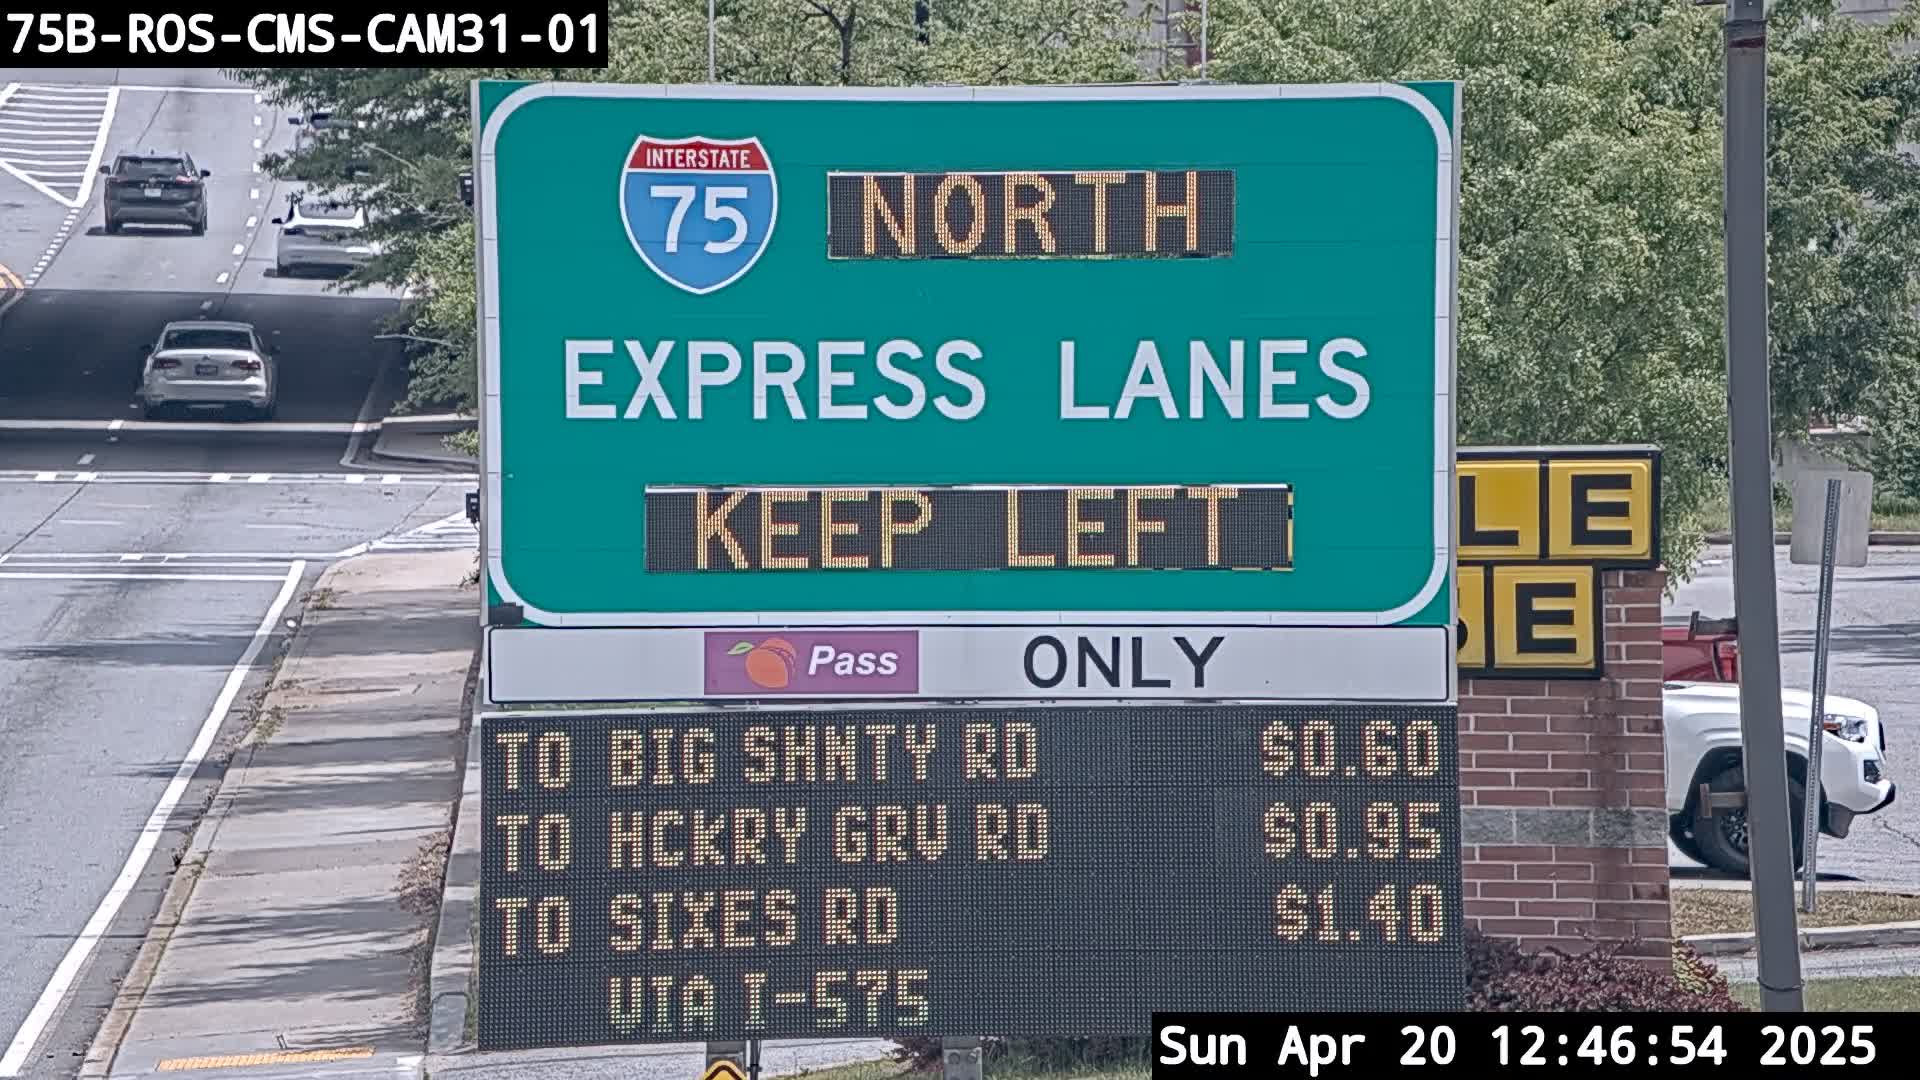 75B-ROS-CMS-CAM31-01
INTERSTATE
75
NORTH
EXPRESS LANES
KEEP LEFT
Pass ONLY
LE
E
TO BIG SHNTY RD $0.60
TO HCKRY GRV RD $0.95
TO SIXES RD $1.40
VIA I-575
Sun Apr 20 12:46:54 2025